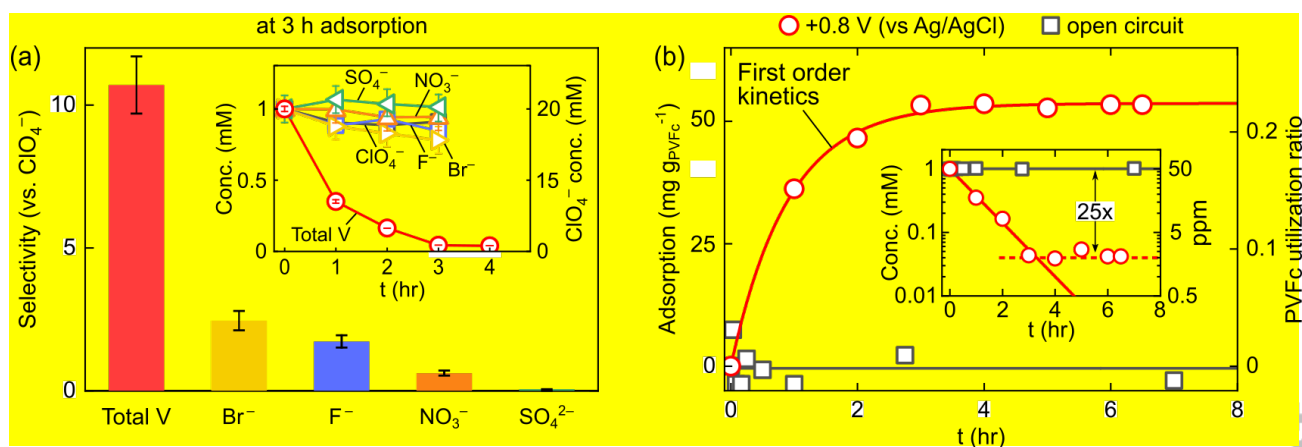 at 3 h adsorption
(a)
Selectivity (vs. ClO₄⁻)
10
5
0
Total V
Br⁻
F⁻
NO₃⁻
SO₄²⁻
Conc. (mM)
1
0.5
0
SO₄⁻
NO₃⁻
ClO₄⁻
F⁻
Br⁻
Total V
20
10
0
ClO₄⁻ conc. (mM)
0 1 2 3 4
t (hr)
+0.8 V (vs Ag/AgCl) open circuit
(b)
Adsorption (mg gPVFc⁻¹)
50
25
0
First order
kinetics
Conc. (mM)
1
0.1
0.01
25x
50
5
0.5
ppm
0 2 4 6 8
t (hr)
0.2
0.1
0
PVFc utilization ratio
0 2 4 6 8
t (hr)